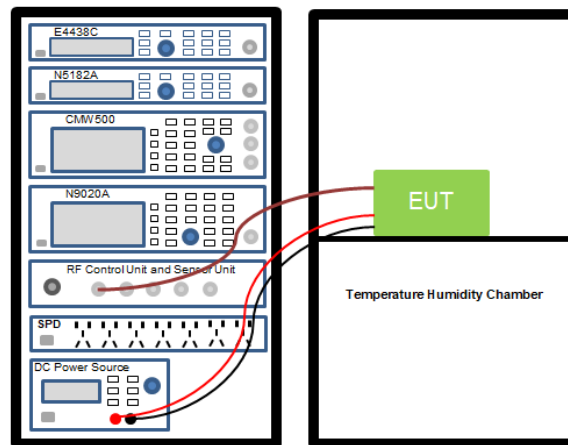 E4438C
N5182A
CMW500
N9020A
EUT
RF Control Unit and Sensor Unit
Temperature Humidity Chamber
SPD
DC Power Source